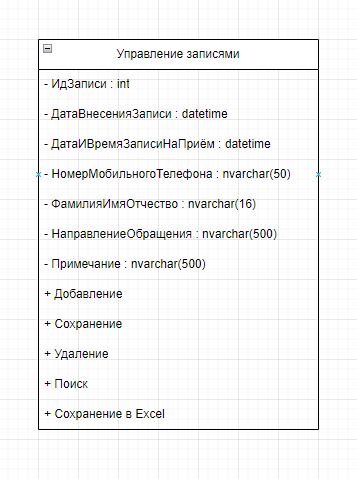 Управление записями
- ИдЗаписи : int
- ДатаВнесенияЗаписи : datetime
- ДатаИВремяЗаписиНаПриём : datetime
- НомерМобильногоТелефона : nvarchar(50)
- ФамилияИмяОтчество : nvarchar(16)
- НаправлениеОбращения : nvarchar(500)
- Примечание : nvarchar(500)
+ Добавление
+ Сохранение
+ Удаление
+ Поиск
+ Сохранение в Excel